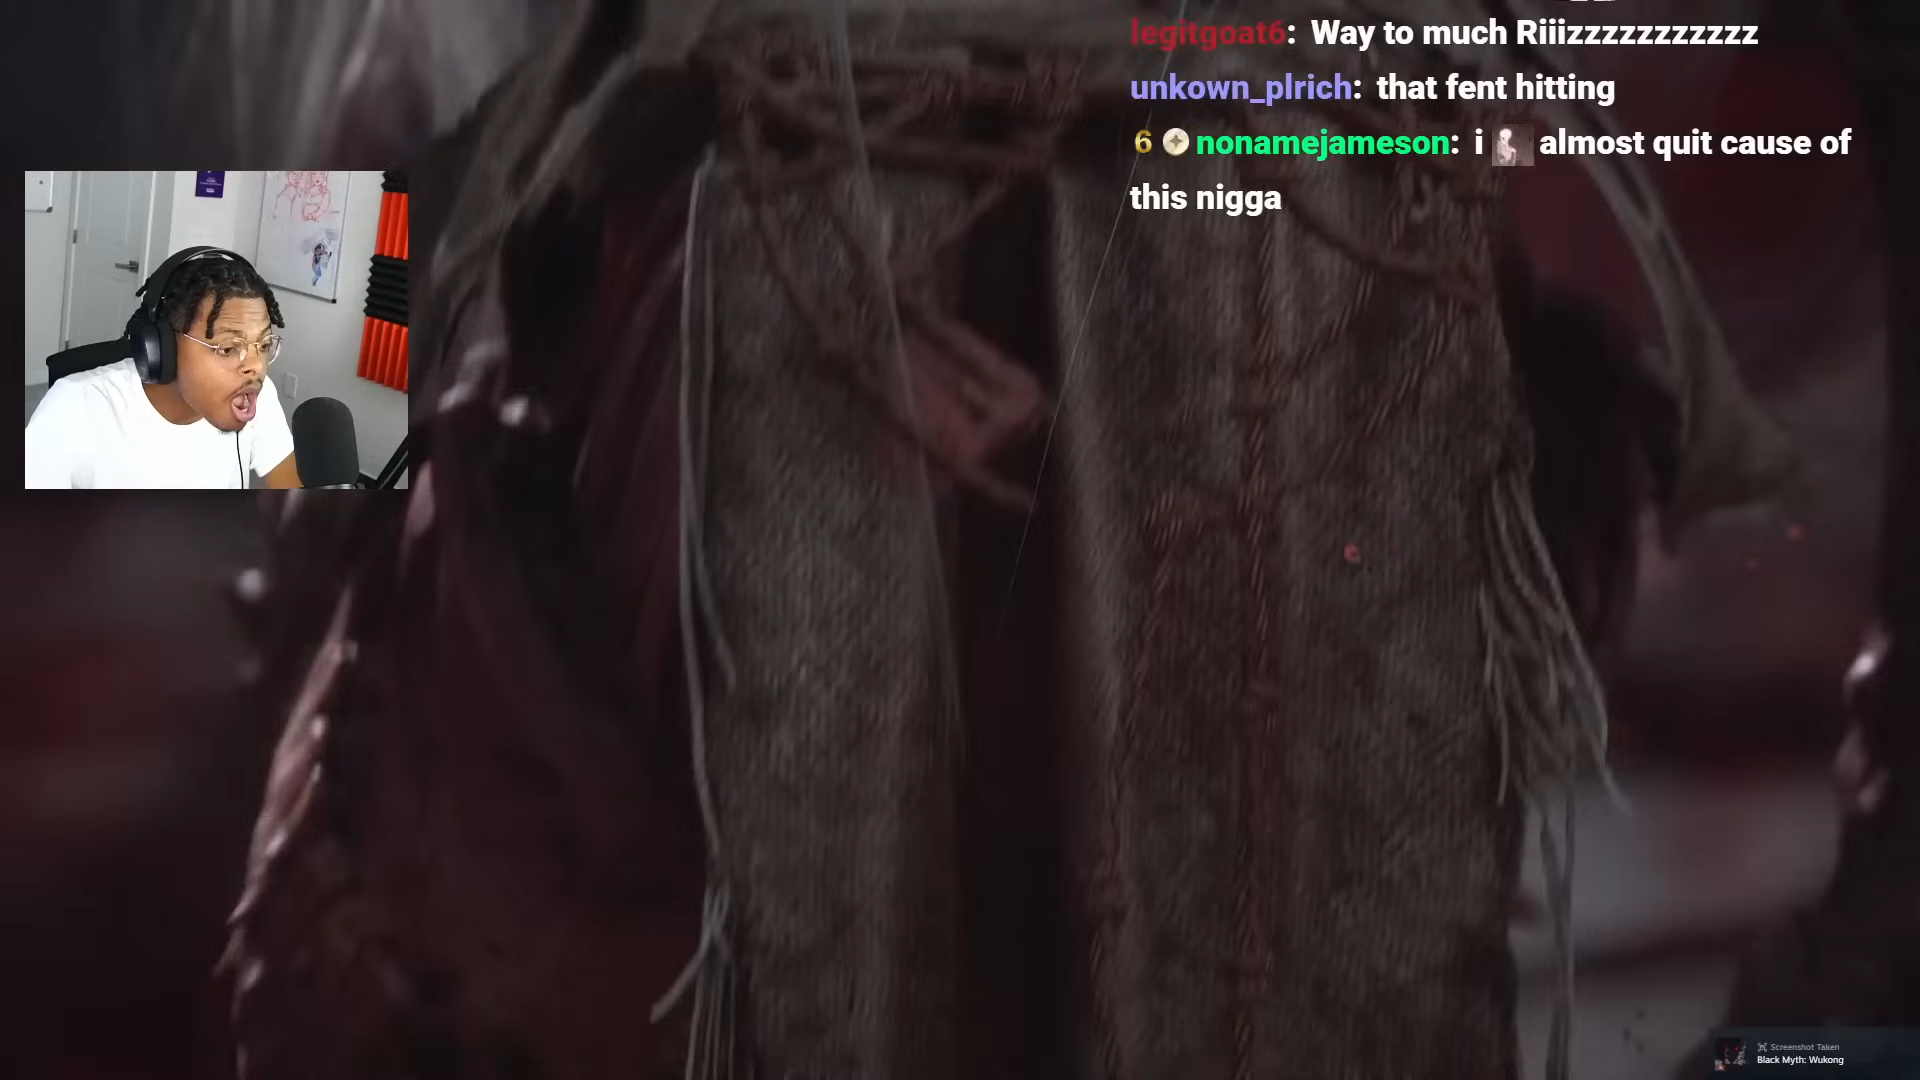 legitgoat6: Way to much Riiizzzzzzzzzzz
unkown_plrich: that fent hitting
6 nonamejameson: i almost quit cause of
this nigga
Screenshot Taken
Black Myth: Wukong